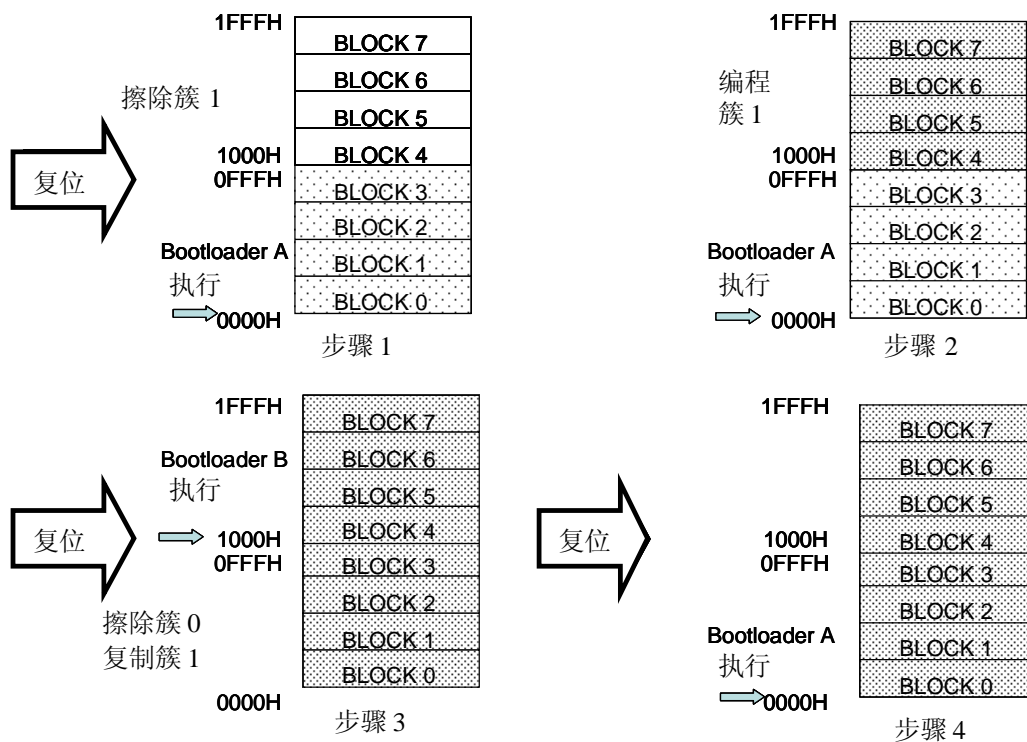 1FFFH
BLOCK 7
BLOCK 6
擦除簇 1
BLOCK 5
1000H
BLOCK 4
0FFFH
复位
BLOCK 3
BLOCK 2
Bootloader A
BLOCK 1
执行
BLOCK 0
0000H
步骤 1
1FFFH
BLOCK 7
编程
BLOCK 6
簇 1
BLOCK 5
1000H
BLOCK 4
0FFFH
BLOCK 3
BLOCK 2
Bootloader A
BLOCK 1
执行
BLOCK 0
0000H
步骤 2
1FFFH
BLOCK 7
Bootloader B
BLOCK 6
执行
BLOCK 5
复位
BLOCK 4
1000H
0FFFH
BLOCK 3
擦除簇 0
BLOCK 2
复制簇 1
BLOCK 1
BLOCK 0
0000H
步骤 3
1FFFH
BLOCK 7
BLOCK 6
BLOCK 5
复位
1000H
BLOCK 4
0FFFH
BLOCK 3
BLOCK 2
Bootloader A
BLOCK 1
执行
BLOCK 0
0000H
步骤 4